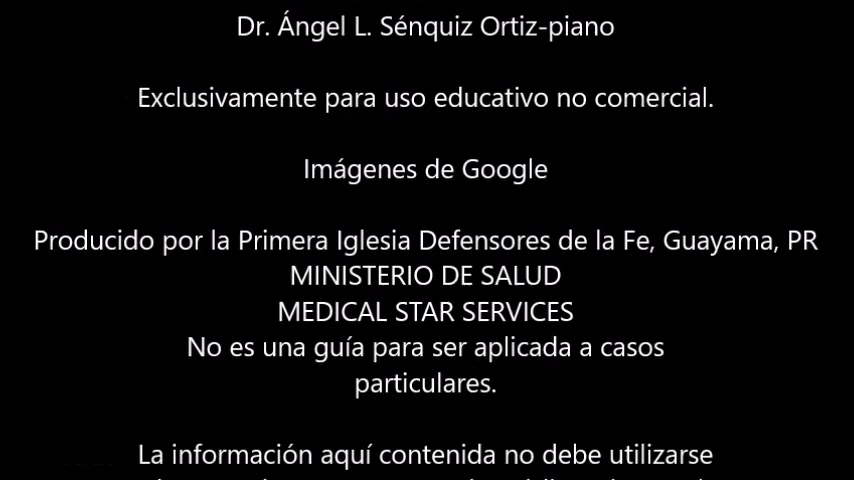 Dr. Ángel L. Sénquiz Ortiz-piano
Exclusivamente para uso educativo no comercial.
Imágenes de Google
Producido por la Primera Iglesia Defensores de la Fe, Guayama, PR
MINISTERIO DE SALUD
MEDICAL STAR SERVICES
No es una guía para ser aplicada a casos
particulares.
La información aquí contenida no debe utilizarse